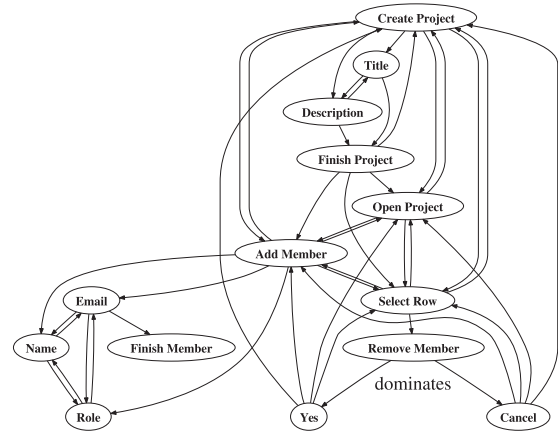 Create Project
Title
Description
Finish Project
Open Project
Add Member
Email
Select Row
Name
Finish Member
Remove Member
dominates
Role
Yes
Cancel